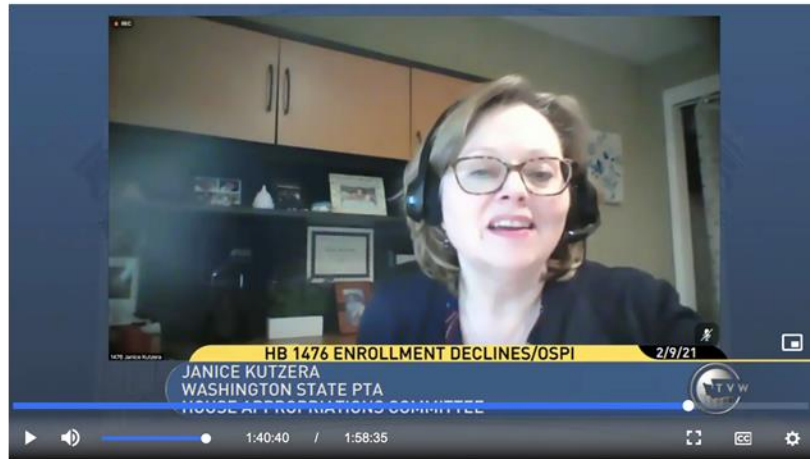 REC
1476 Janice Kutzera
HB 1476 ENROLLMENT DECLINES/OSPI 2/9/21
JANICE KUTZERA
WASHINGTON STATE PTA
HOUSE APPROPRIATIONS COMMITTEE
TVW
1:40:40 / 1:58:35
CC